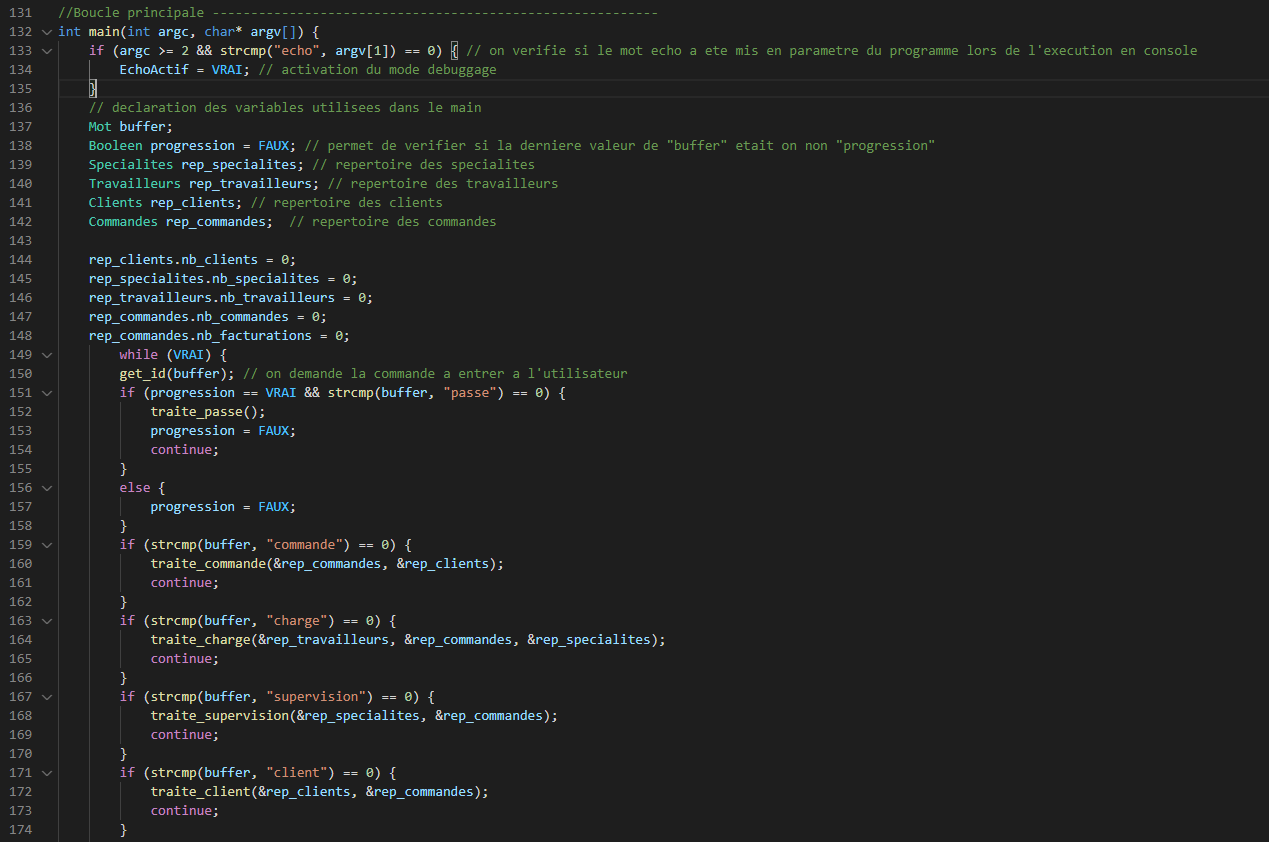 131 //Boucle principale ----------------------------------------------------------
132 int main(int argc, char* argv[]) {
133     if (argc >= 2 && strcmp("echo", argv[1]) == 0) { // on verifie si le mot echo a ete mis en parametre du programme lors de l'execution en console
134         EchoActif = VRAI; // activation du mode debuggage
135     }
136     // declaration des variables utilisees dans le main
137     Mot buffer;
138     Booleen progression = FAUX; // permet de verifier si la derniere valeur de "buffer" etait on non "progression"
139     Specialites rep_specialites; // repertoire des specialites
140     Travailleurs rep_travailleurs; // repertoire des travailleurs
141     Clients rep_clients; // repertoire des clients
142     Commandes rep_commandes;  // repertoire des commandes
143
144     rep_clients.nb_clients = 0;
145     rep_specialites.nb_specialites = 0;
146     rep_travailleurs.nb_travailleurs = 0;
147     rep_commandes.nb_commandes = 0;
148     rep_commandes.nb_facturations = 0;
149         while (VRAI) {
150         get_id(buffer); // on demande la commande a entrer a l'utilisateur
151         if (progression == VRAI && strcmp(buffer, "passe") == 0) {
152             traite_passe();
153             progression = FAUX;
154             continue;
155         }
156         else {
157             progression = FAUX;
158         }
159         if (strcmp(buffer, "commande") == 0) {
160             traite_commande(&rep_commandes, &rep_clients);
161             continue;
162         }
163         if (strcmp(buffer, "charge") == 0) {
164             traite_charge(&rep_travailleurs, &rep_commandes, &rep_specialites);
165             continue;
166         }
167         if (strcmp(buffer, "supervision") == 0) {
168             traite_supervision(&rep_specialites, &rep_commandes);
169             continue;
170         }
171         if (strcmp(buffer, "client") == 0) {
172             traite_client(&rep_clients, &rep_commandes);
173             continue;
174         }